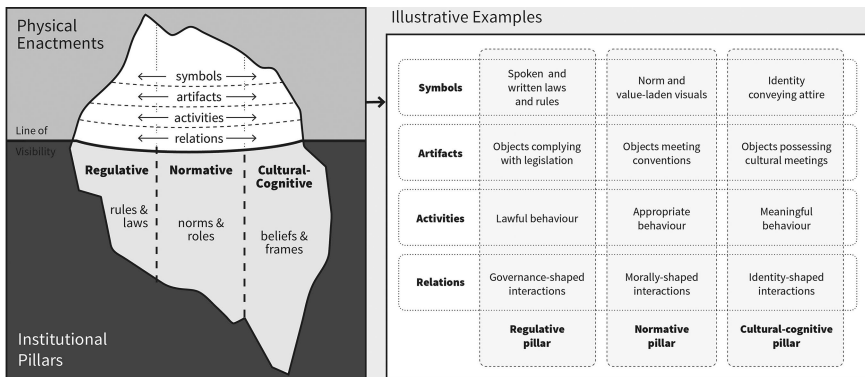 Physical
Enactments
symbols
artifacts
activities
relations
Line of
Visibility
Regulative
Normative
Cultural-
Cognitive
rules &
laws
norms &
roles
beliefs &
frames
Institutional
Pillars
Illustrative Examples
Symbols
Spoken and
written laws
and rules
Norm and
value-laden visuals
Identity
conveying attire
Artifacts
Objects complying
with legislation
Objects meeting
conventions
Objects possessing
cultural meetings
Activities
Lawful behaviour
Appropriate
behaviour
Meaningful
behaviour
Relations
Governance-shaped
interactions
Morally-shaped
interactions
Identity-shaped
interactions
Regulative
pillar
Normative
pillar
Cultural-cognitive
pillar